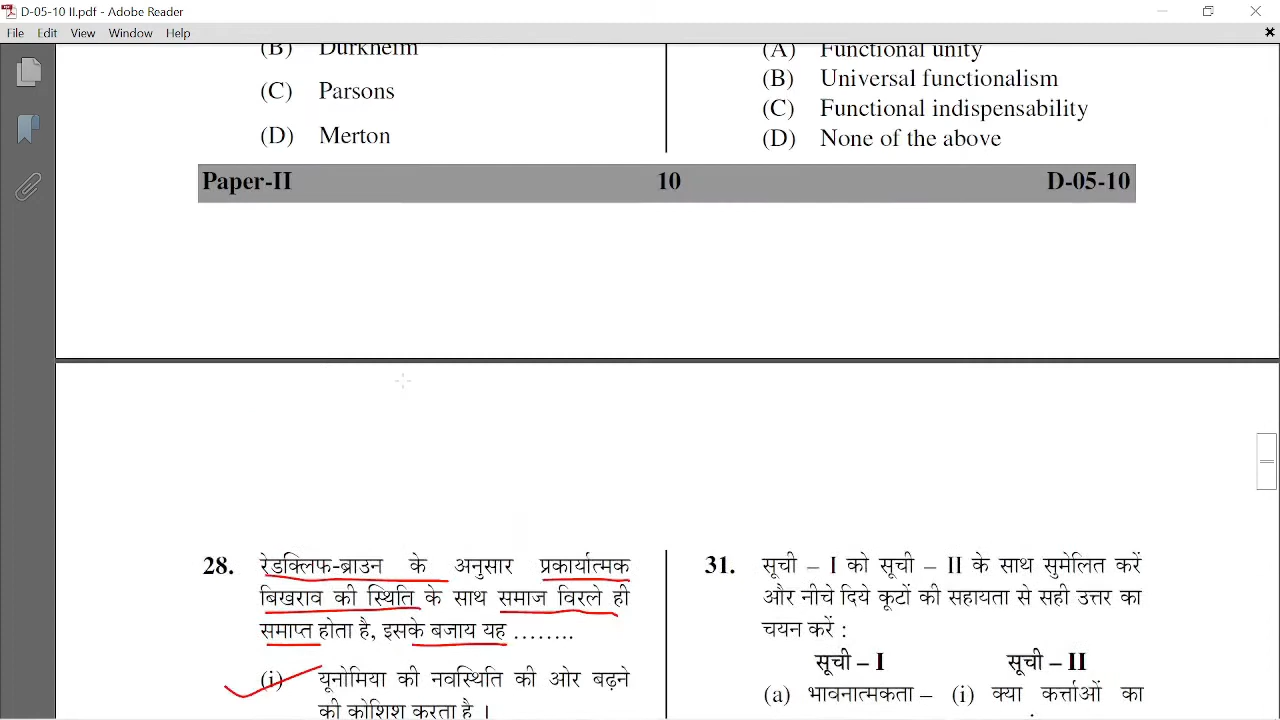 D-05-10 II.pdf - Adobe Reader
File Edit View Window Help
(B) Durkheim
(C) Parsons
(D) Merton
(A) Functional unity
(B) Universal functionalism
(C) Functional indispensability
(D) None of the above
Paper-II 10 D-05-10
28. रेडक्लिफ-ब्राउन के अनुसार प्रकार्यात्मक
बिखराव की स्थिति के साथ समाज विरले ही
समाप्त होता है, इसके बजाय यह ........
(i) यूनोमिया की नवस्थिति की ओर बढ़ने
की कोशिश करता है ।
31. सूची – I को सूची – II के साथ सुमेलित करें
और नीचे दिये कूटों की सहायता से सही उत्तर का
चयन करें :
सूची – I सूची – II
(a) भावनात्मकता – (i) क्या कर्त्ताओं का